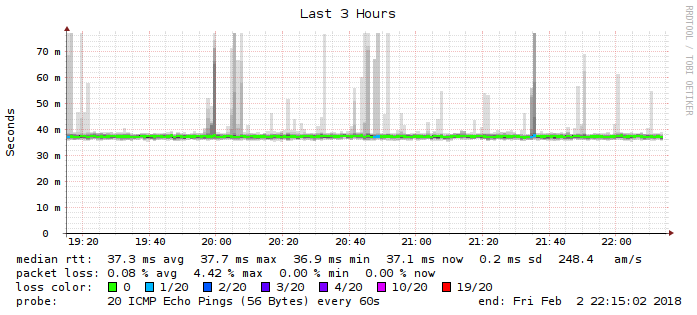 Last 3 Hours
RRDTOOL / TOBI OETIKER
Seconds
70 m
60 m
50 m
40 m
30 m
20 m
10 m
0
19:20 19:40 20:00 20:20 20:40 21:00 21:20 21:40 22:00
median rtt: 37.3 ms avg 37.7 ms max 36.9 ms min 37.1 ms now 0.2 ms sd 248.4 am/s
packet loss: 0.08 % avg 4.42 % max 0.00 % min 0.00 % now
loss color: 0 1/20 2/20 3/20 4/20 10/20 19/20
probe: 20 ICMP Echo Pings (56 Bytes) every 60s end: Fri Feb 2 22:15:02 2018